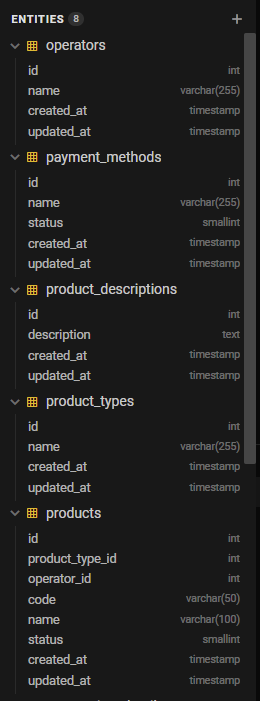 ENTITIES 8 +
operators
id int
name varchar(255)
created_at timestamp
updated_at timestamp
payment_methods
id int
name varchar(255)
status smallint
created_at timestamp
updated_at timestamp
product_descriptions
id int
description text
created_at timestamp
updated_at timestamp
product_types
id int
name varchar(255)
created_at timestamp
updated_at timestamp
products
id int
product_type_id int
operator_id int
code varchar(50)
name varchar(100)
status smallint
created_at timestamp
updated_at timestamp